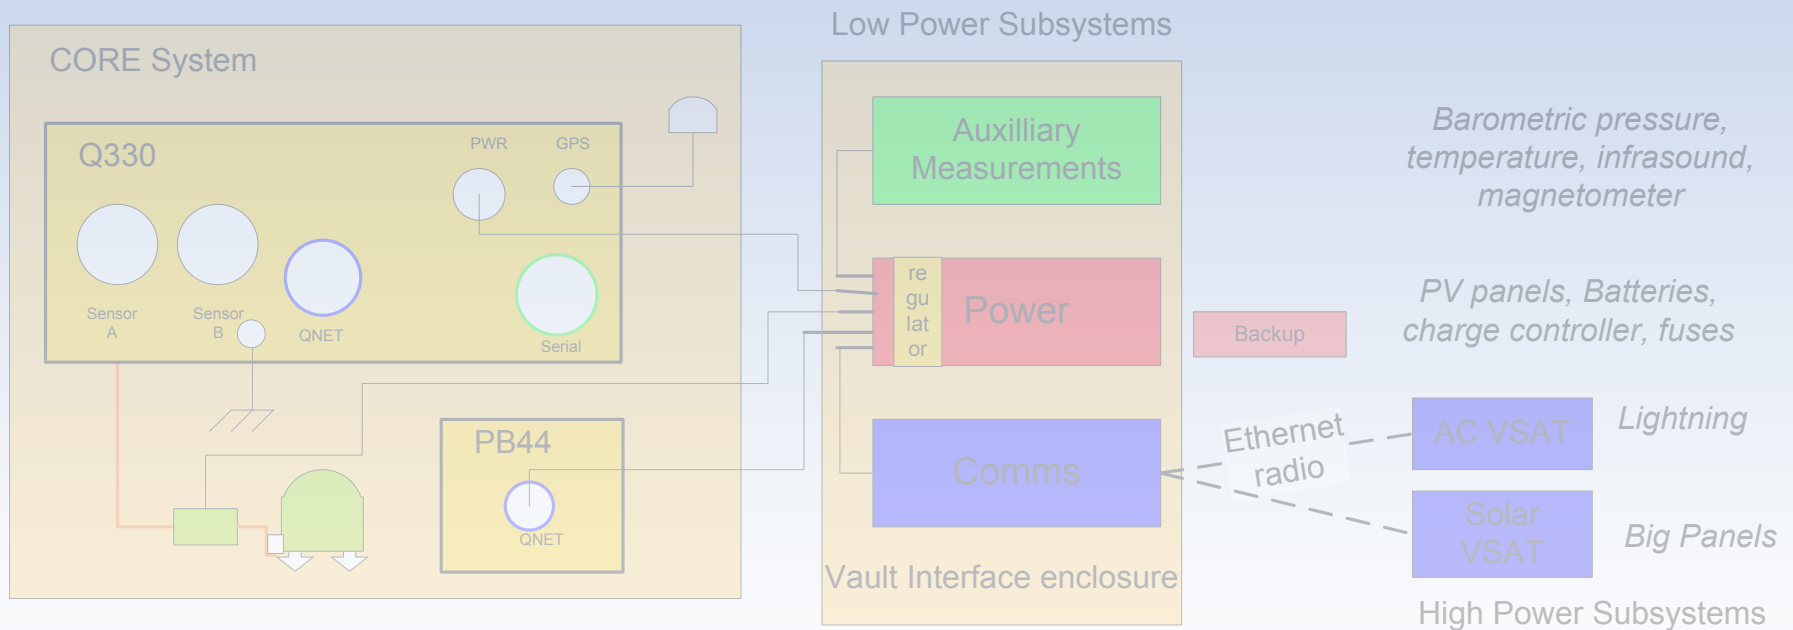 Low Power Subsystems
CORE System
Q330
PWR
GPS
Sensor
A
Sensor
B
QNET
Serial
PB44
QNET
Auxilliary
Measurements
re
gu
lat
or
Power
Comms
Vault Interface enclosure
Backup
Barometric pressure,
temperature, infrasound,
magnetometer
PV panels, Batteries,
charge controller, fuses
Ethernet
radio
AC VSAT
Lightning
Solar
VSAT
Big Panels
High Power Subsystems